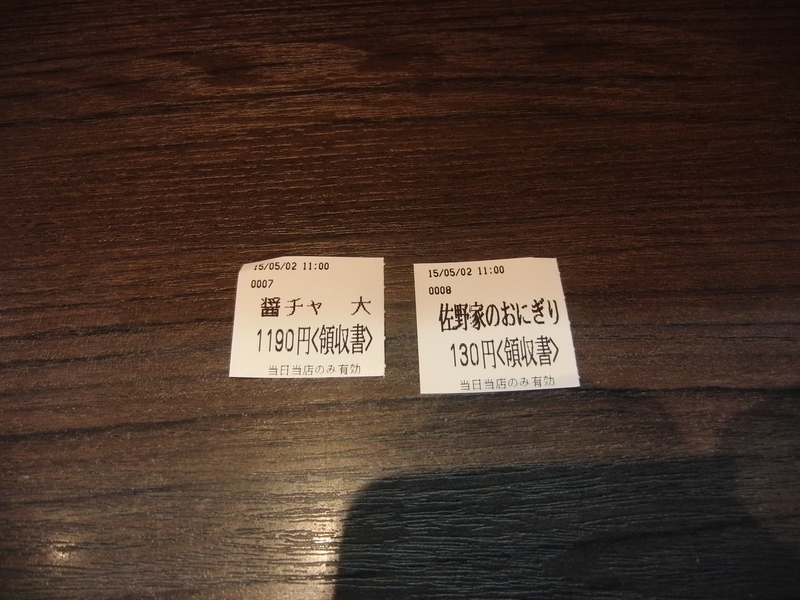 15/05/02 11:00
0007
醤チャ 大
1190円<領収書>
当日当店のみ有効
15/05/02 11:00
0008
佐野家のおにぎり
130円<領収書>
当日当店のみ有効